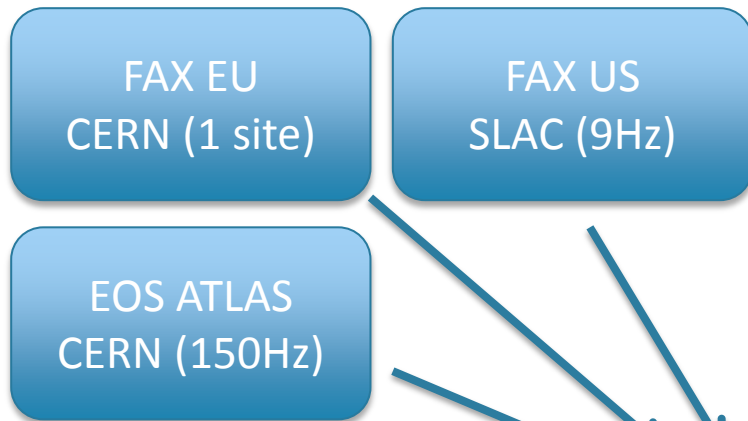 FAX EU
CERN (1 site)
FAX US
SLAC (9Hz)
EOS ATLAS
CERN (150Hz)